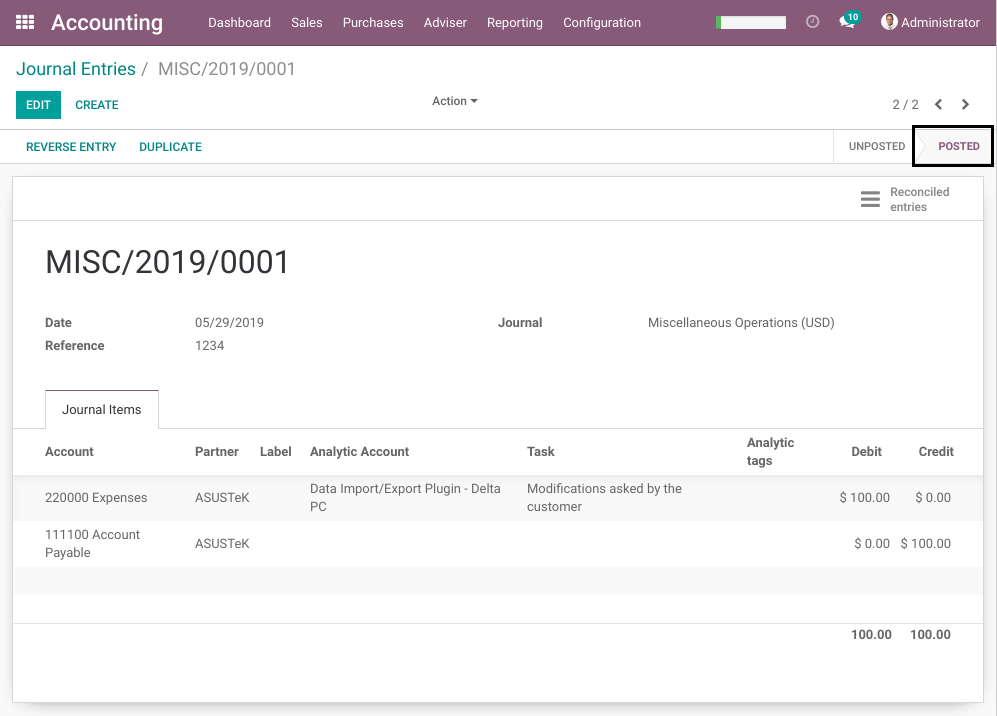 Accounting Dashboard Sales Purchases Adviser Reporting Configuration 10 Administrator
Journal Entries / MISC/2019/0001
EDIT CREATE Action 2 / 2
REVERSE ENTRY DUPLICATE UNPOSTED POSTED
Reconciled
entries
MISC/2019/0001
Date 05/29/2019 Journal Miscellaneous Operations (USD)
Reference 1234
Journal Items
Account Partner Label Analytic Account Task Analytic tags Debit Credit
220000 Expenses ASUSTeK Data Import/Export Plugin - Delta PC Modifications asked by the customer $ 100.00 $ 0.00
111100 Account Payable ASUSTeK $ 0.00 $ 100.00
100.00 100.00